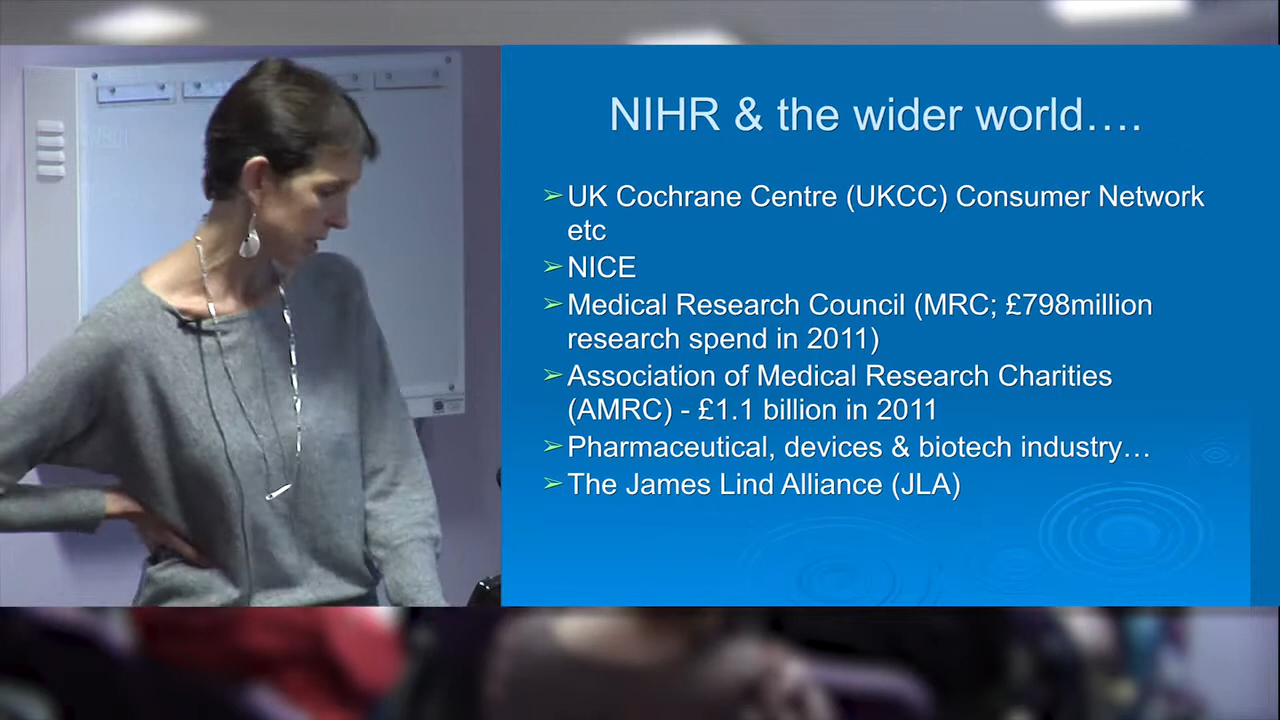 NIHR & the wider world….
➢UK Cochrane Centre (UKCC) Consumer Network
etc
➢NICE
➢Medical Research Council (MRC; £798million
research spend in 2011)
➢Association of Medical Research Charities
(AMRC) - £1.1 billion in 2011
➢Pharmaceutical, devices & biotech industry…
➢The James Lind Alliance (JLA)